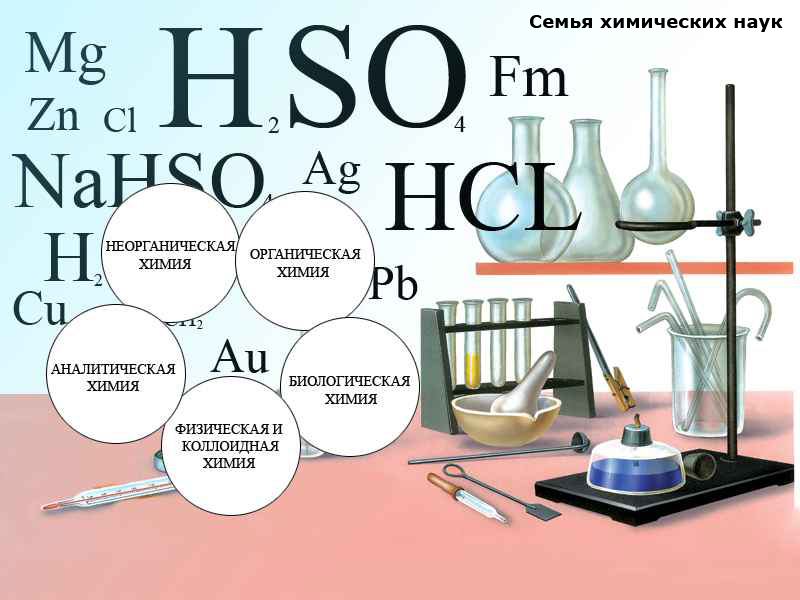 Семья химических наук
Mg
H2SO4
Fm
Zn Cl
NaHSO4
Ag
HCL
H2
НЕОРГАНИЧЕСКАЯ
ХИМИЯ
ОРГАНИЧЕСКАЯ
ХИМИЯ
Pb
Cu
Au
АНАЛИТИЧЕСКАЯ
ХИМИЯ
БИОЛОГИЧЕСКАЯ
ХИМИЯ
ФИЗИЧЕСКАЯ И
КОЛЛОИДНАЯ
ХИМИЯ